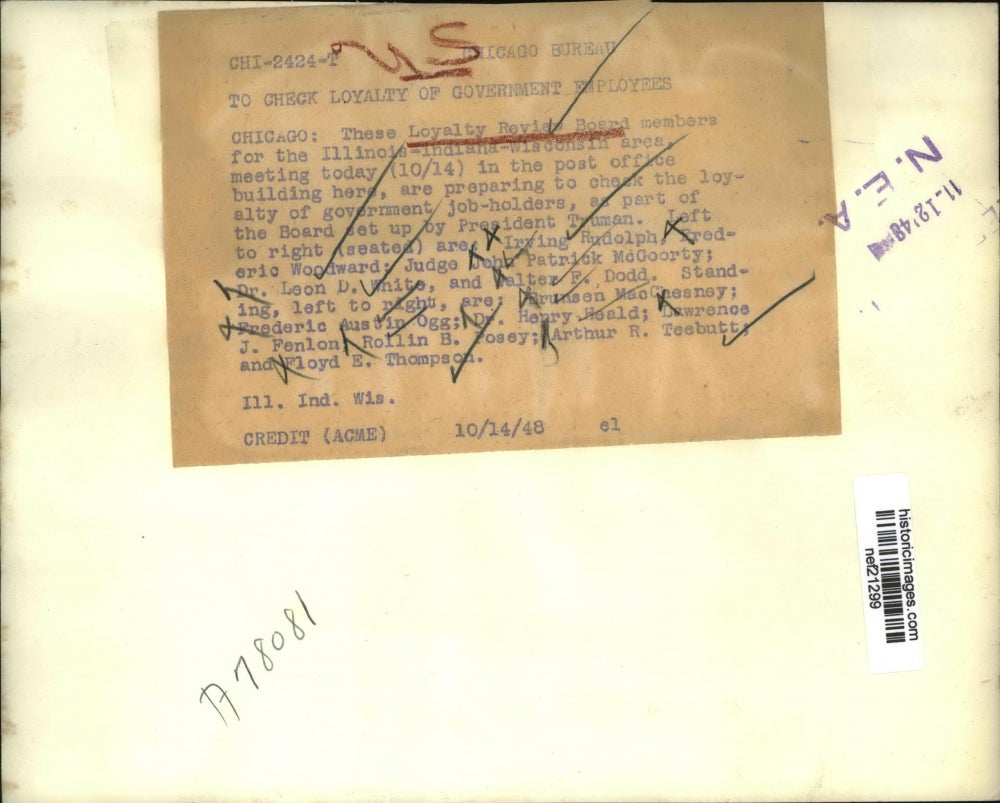 CHI-2424-T CHICAGO BUREAU
US
TO CHECK LOYALTY OF GOVERNMENT EMPLOYEES
CHICAGO: These Loyalty Review Board members
for the Illinois-Indiana-Wisconsin area,
meeting today (10/14) in the post office
building here, are preparing to check the loy-
alty of government job-holders, as part of
the Board set up by President Truman. Left
to right (seated) are: Irving Rudolph; Fred-
eric Woodward; Judge John Patrick McGoorty;
Dr. Leon D. White, and Walter F. Dodd. Stand-
ing, left to right, are: Brunsen MacChesney;
Frederic Austin Ogg; Dr. Henry Heald; Lawrence
J. Fenlon; Rollin B. Posey; Arthur R. Teebutt;
and Floyd E. Thompson.
Ill. Ind. Wis.
CREDIT (ACME) 10/14/48 el
N. E. A.
11-12'48
historicimages.com
nef21299
A78081